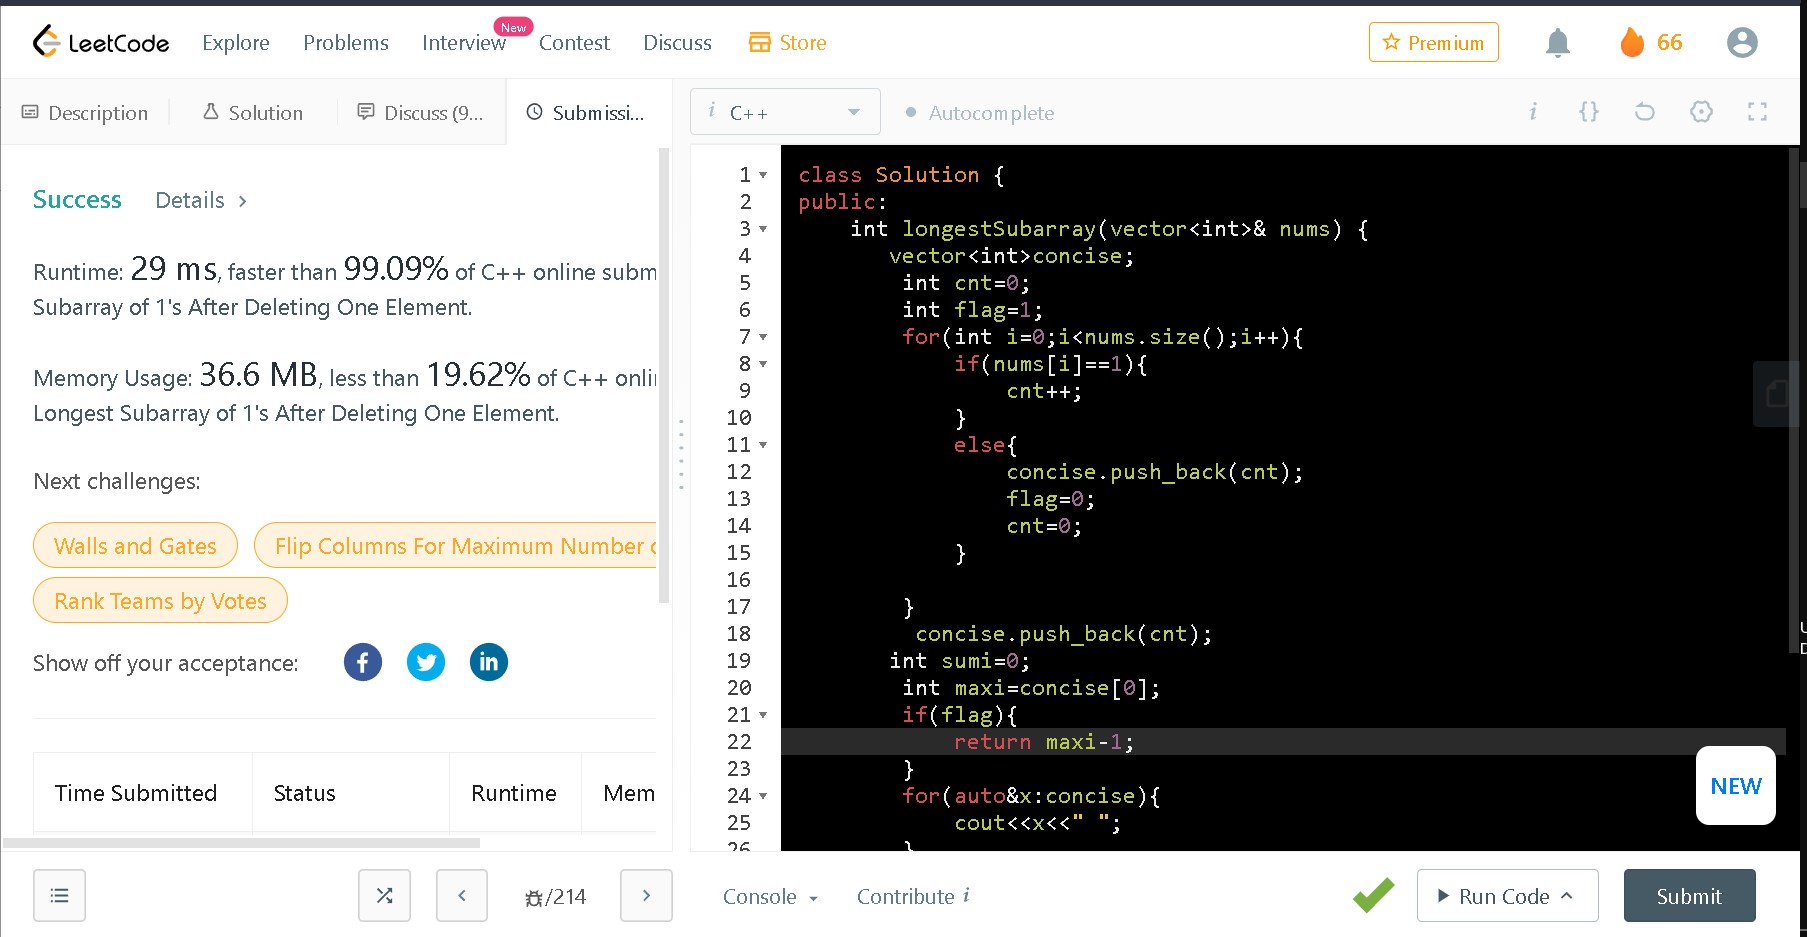 LeetCode Explore Problems Interview New Contest Discuss Store Premium 66
Description Solution Discuss (9... Submissi...
Success Details >
Runtime: 29 ms, faster than 99.09% of C++ online subm
Subarray of 1's After Deleting One Element.
Memory Usage: 36.6 MB, less than 19.62% of C++ onli
Longest Subarray of 1's After Deleting One Element.
Next challenges:
Walls and Gates Flip Columns For Maximum Number
Rank Teams by Votes
Show off your acceptance: f in
Time Submitted Status Runtime Mem
/214
i C++ Autocomplete i {}
1 class Solution {
2 public:
3 int longestSubarray(vector<int>& nums) {
4 vector<int>concise;
5 int cnt=0;
6 int flag=1;
7 for(int i=0;i<nums.size();i++){
8 if(nums[i]==1){
9 cnt++;
10 }
11 else{
12 concise.push_back(cnt);
13 flag=0;
14 cnt=0;
15 }
16
17 }
18 concise.push_back(cnt);
19 int sumi=0;
20 int maxi=concise[0];
21 if(flag){
22 return maxi-1;
23 }
24 for(auto&x:concise){
25 cout<<x<<" ";
26 }
NEW
Console Contribute i Run Code Submit